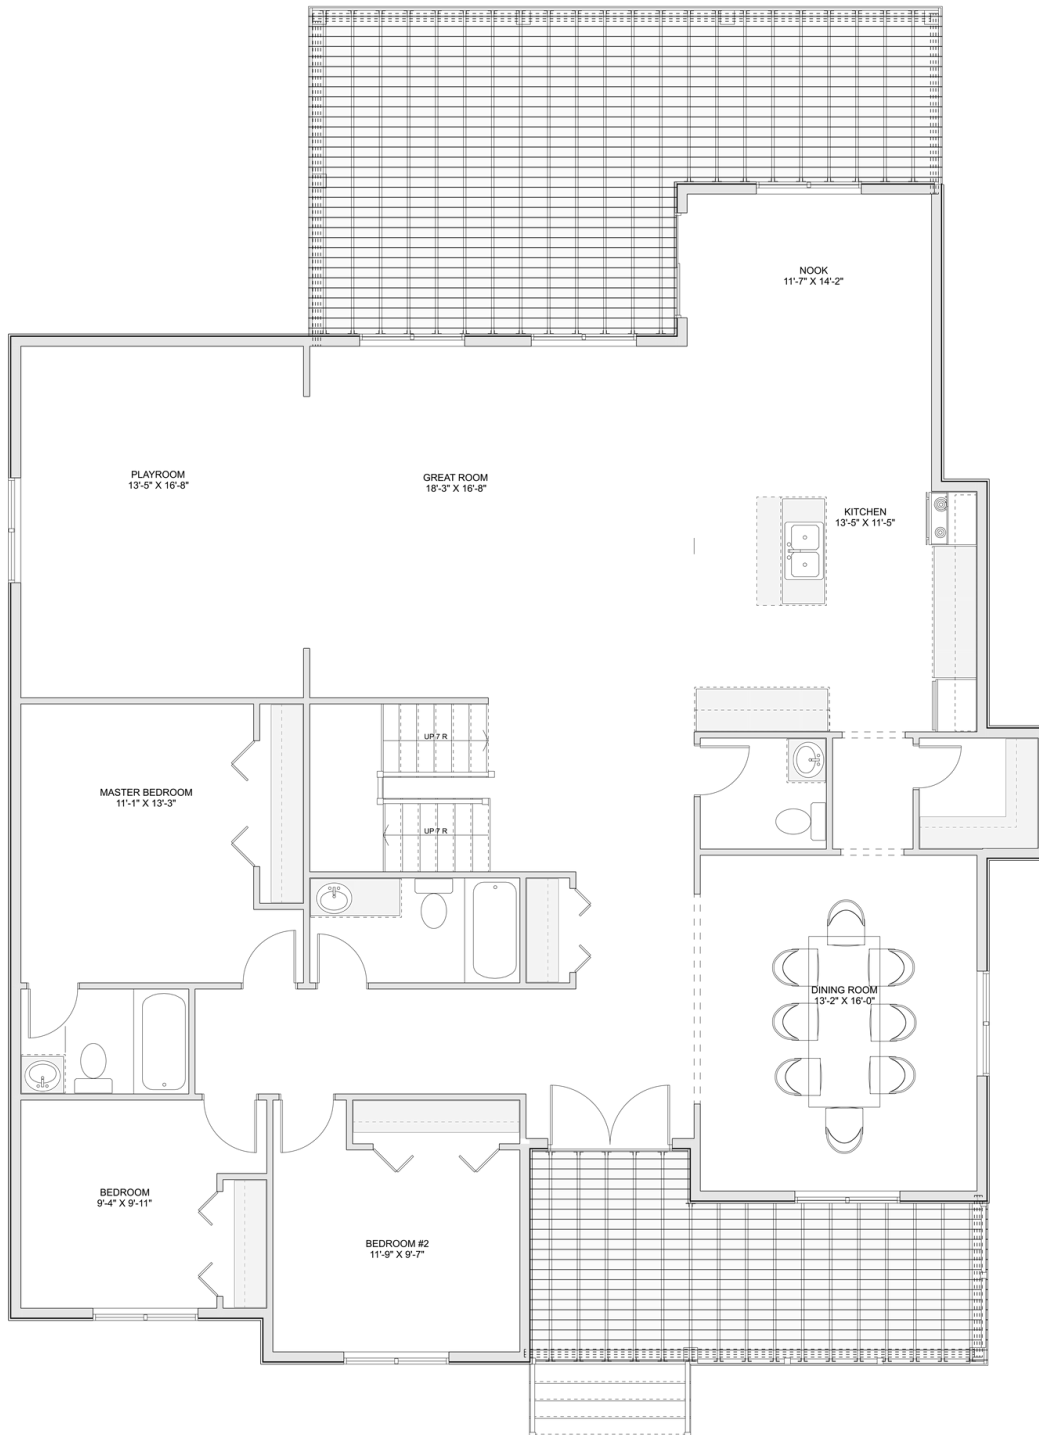 NOOK
11'-7" X 14'-2"
PLAYROOM
13'-5" X 16'-8"
GREAT ROOM
18'-3" X 16'-8"
KITCHEN
13'-5" X 11'-5"
UP 7 R
MASTER BEDROOM
11'-1" X 13'-3"
UP 7 R
DINING ROOM
13'-2" X 16'-0"
BEDROOM
9'-4" X 9'-11"
BEDROOM #2
11'-9" X 9'-7"